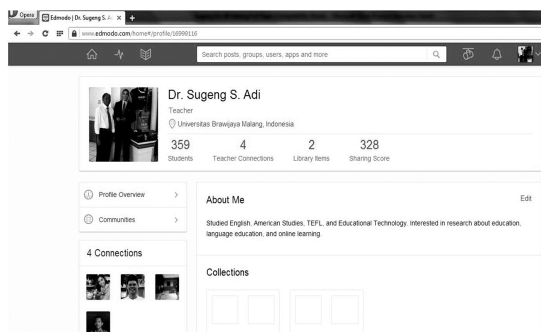 Opera
Edmodo | Dr. Sugeng S. A
www.edmodo.com/home#/profile/16990116
Search posts, groups, users, apps and more
Dr. Sugeng S. Adi
Teacher
Universitas Brawijaya Malang, Indonesia
359 4 2 328
Students Teacher Connections Library Items Sharing Score
Profile Overview
Communities
4 Connections
About Me Edit
Studied English, American Studies, TEFL, and Educational Technology. Interested in research about education,
language education, and online learning.
Collections